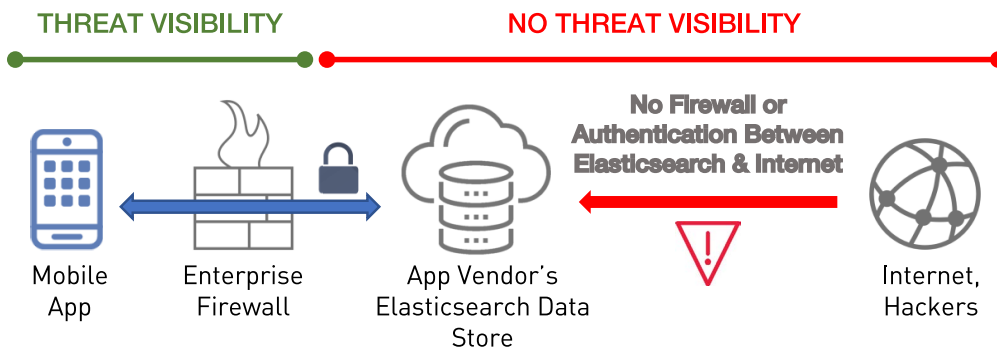 THREAT VISIBILITY
NO THREAT VISIBILITY
No Firewall or
Authentication Between
Elasticsearch & Internet
Mobile
App
Enterprise
Firewall
App Vendor's
Elasticsearch Data
Store
Internet,
Hackers